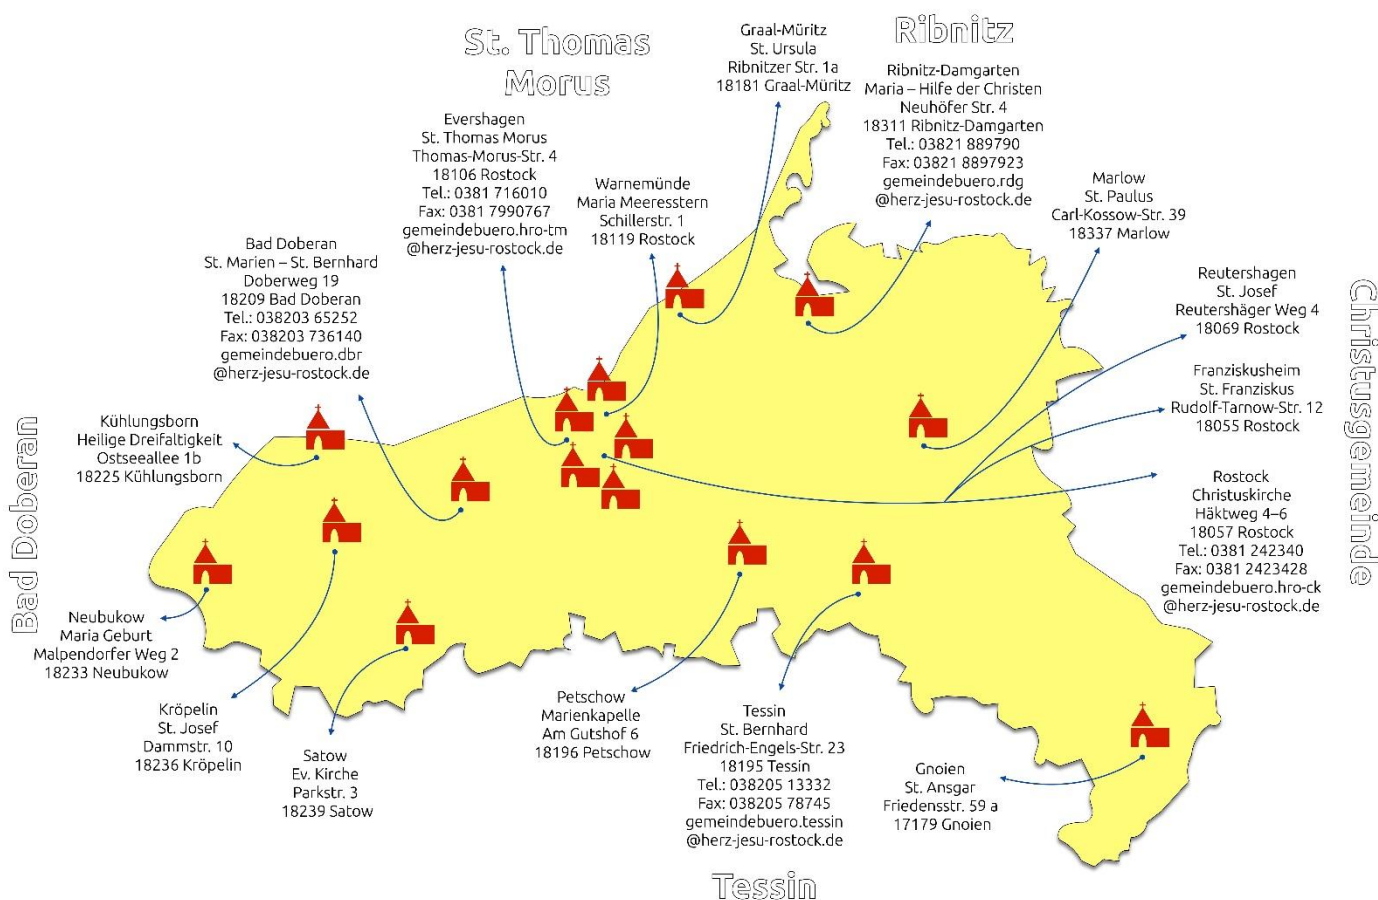 St. Thomas
Morus
Ribnitz
Graal-Müritz
St. Ursula
Ribnitzer Str. 1a
18181 Graal-Müritz
Ribnitz-Damgarten
Maria – Hilfe der Christen
Neuhöfer Str. 4
18311 Ribnitz-Damgarten
Tel.: 03821 889790
Fax: 03821 8897923
gemeindebuero.rdg
@herz-jesu-rostock.de
Evershagen
St. Thomas Morus
Thomas-Morus-Str. 4
18106 Rostock
Tel.: 0381 716010
Fax: 0381 7990767
gemeindebuero.hro-tm
@herz-jesu-rostock.de
Warnemünde
Maria Meeresstern
Schillerstr. 1
18119 Rostock
Marlow
St. Paulus
Carl-Kossow-Str. 39
18337 Marlow
Bad Doberan
St. Marien – St. Bernhard
Doberweg 19
18209 Bad Doberan
Tel.: 038203 65252
Fax: 038203 736140
gemeindebuero.dbr
@herz-jesu-rostock.de
Reutershagen
St. Josef
Reutershäger Weg 4
18069 Rostock
Franziskusheim
St. Franziskus
Rudolf-Tarnow-Str. 12
18055 Rostock
Christusgemeinde
Kühlungsborn
Heilige Dreifaltigkeit
Ostseeallee 1b
18225 Kühlungsborn
Bad Doberan
Rostock
Christuskirche
Häktweg 4–6
18057 Rostock
Tel.: 0381 242340
Fax: 0381 2423428
gemeindebuero.hro-ck
@herz-jesu-rostock.de
Neubukow
Maria Geburt
Malpendorfer Weg 2
18233 Neubukow
Kröpelin
St. Josef
Dammstr. 10
18236 Kröpelin
Satow
Ev. Kirche
Parkstr. 3
18239 Satow
Petschow
Marienkapelle
Am Gutshof 6
18196 Petschow
Tessin
St. Bernhard
Friedrich-Engels-Str. 23
18195 Tessin
Tel.: 038205 13332
Fax: 038205 78745
gemeindebuero.tessin
@herz-jesu-rostock.de
Gnoien
St. Ansgar
Friedensstr. 59 a
17179 Gnoien
Tessin